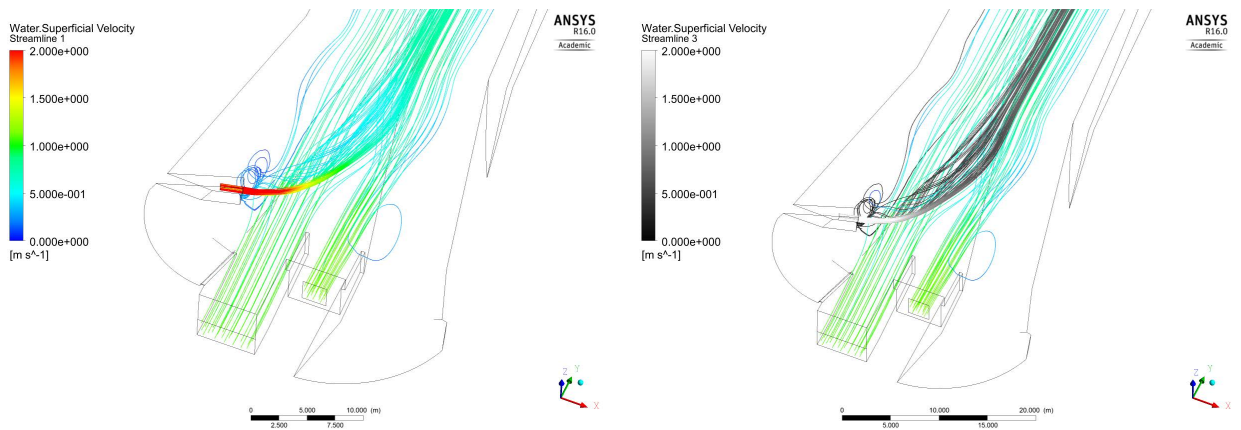 Water.Superficial Velocity
Streamline 1
2.000e+000
1.500e+000
1.000e+000
5.000e-001
0.000e+000
[m s^-1]
ANSYS
R16.0
Academic
Z Y
X
0 5.000 10.000 (m)
2.500 7.500
Water.Superficial Velocity
Streamline 3
2.000e+000
1.500e+000
1.000e+000
5.000e-001
0.000e+000
[m s^-1]
ANSYS
R16.0
Academic
Z Y
X
0 10.000 20.000 (m)
5.000 15.000